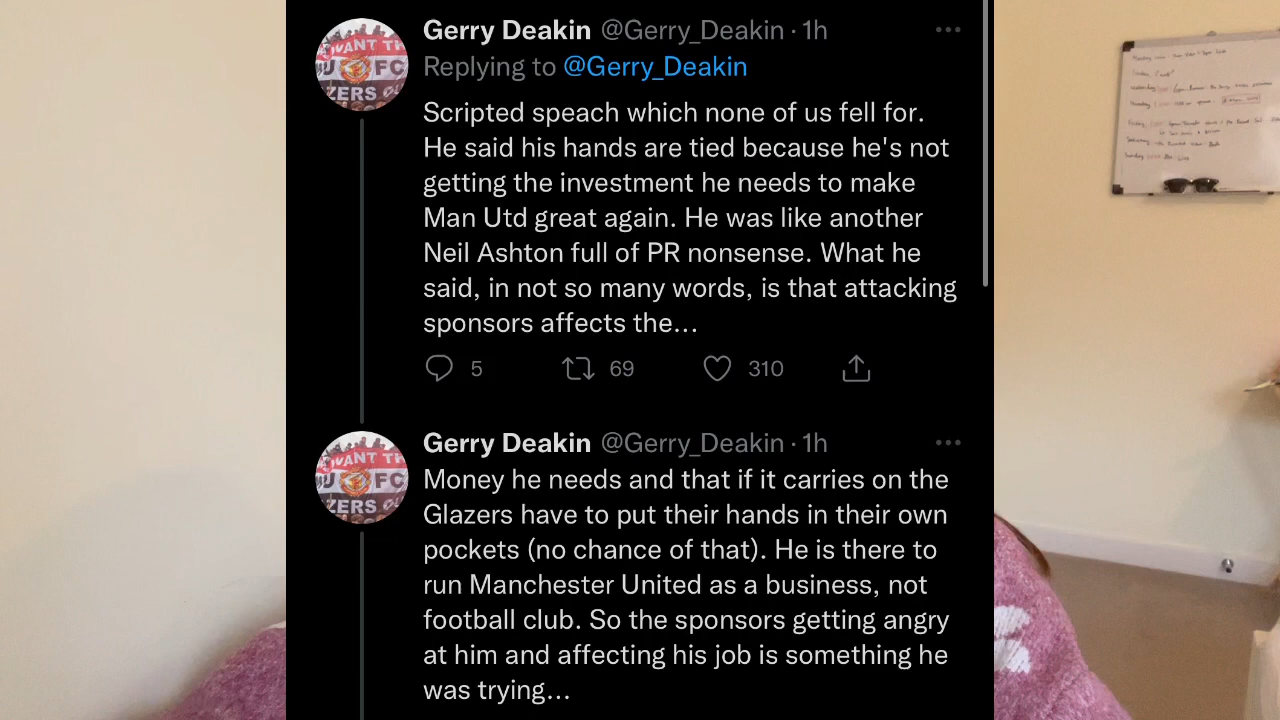 Gerry Deakin @Gerry_Deakin · 1h
Replying to @Gerry_Deakin
Scripted speach which none of us fell for.
He said his hands are tied because he's not
getting the investment he needs to make
Man Utd great again. He was like another
Neil Ashton full of PR nonsense. What he
said, in not so many words, is that attacking
sponsors affects the...
5 69 310
Gerry Deakin @Gerry_Deakin · 1h
Money he needs and that if it carries on the
Glazers have to put their hands in their own
pockets (no chance of that). He is there to
run Manchester United as a business, not
football club. So the sponsors getting angry
at him and affecting his job is something he
was trying...